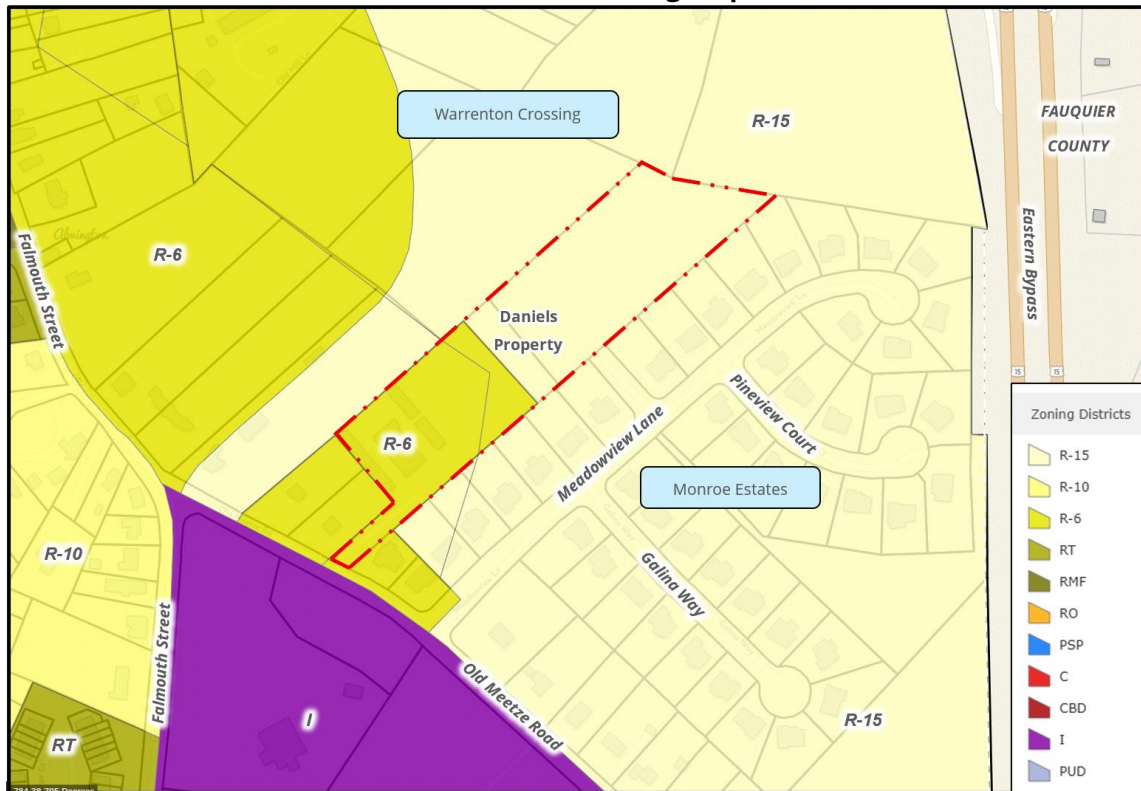 Warrenton Crossing
R-15
FAUQUIER
COUNTY
Eastern Bypass
Falmouth Street
R-6
Daniels
Property
R-6
Meadowview Lane
Pineview Court
Monroe Estates
Galina Way
R-10
Falmouth Street
Old Meetze Road
I
RT
R-15
15
15
Zoning Districts
R-15
R-10
R-6
RT
RMF
RO
PSP
C
CBD
I
PUD